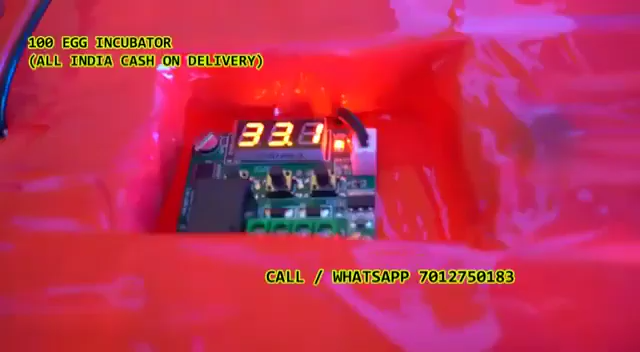 100 EGG INCUBATOR
(ALL INDIA CASH ON DELIVERY)
33.1
CALL / WHATSAPP 7012750183